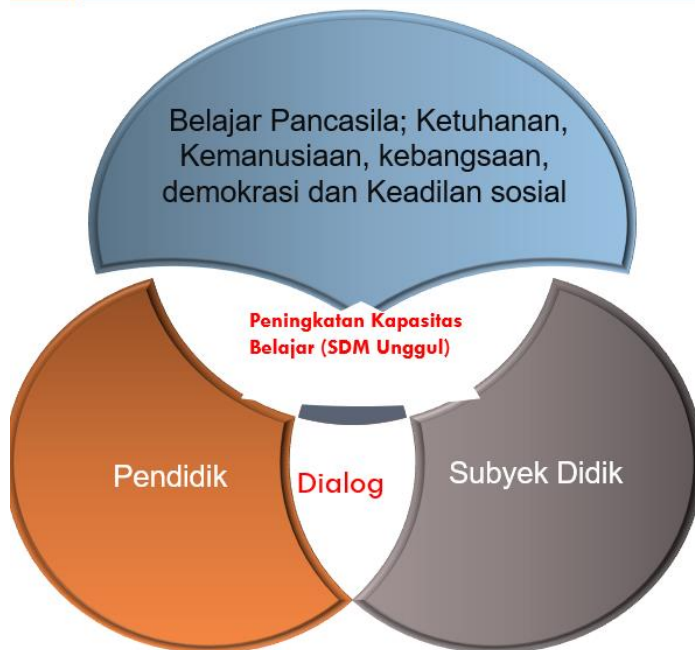 Belajar Pancasila; Ketuhanan,
Kemanusiaan, kebangsaan,
demokrasi dan Keadilan sosial
Peningkatan Kapasitas
Belajar (SDM Unggul)
Pendidik
Dialog
Subyek Didik